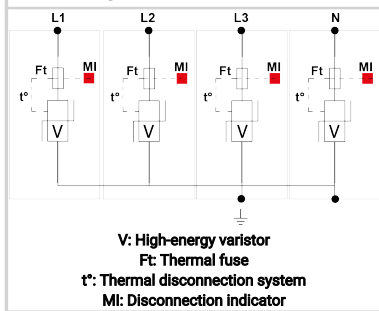 L1 L2 L3 N
Ft MI Ft MI Ft MI Ft MI
t° t° t° t°
V V V V
V: High-energy varistor
Ft: Thermal fuse
t°: Thermal disconnection system
MI: Disconnection indicator